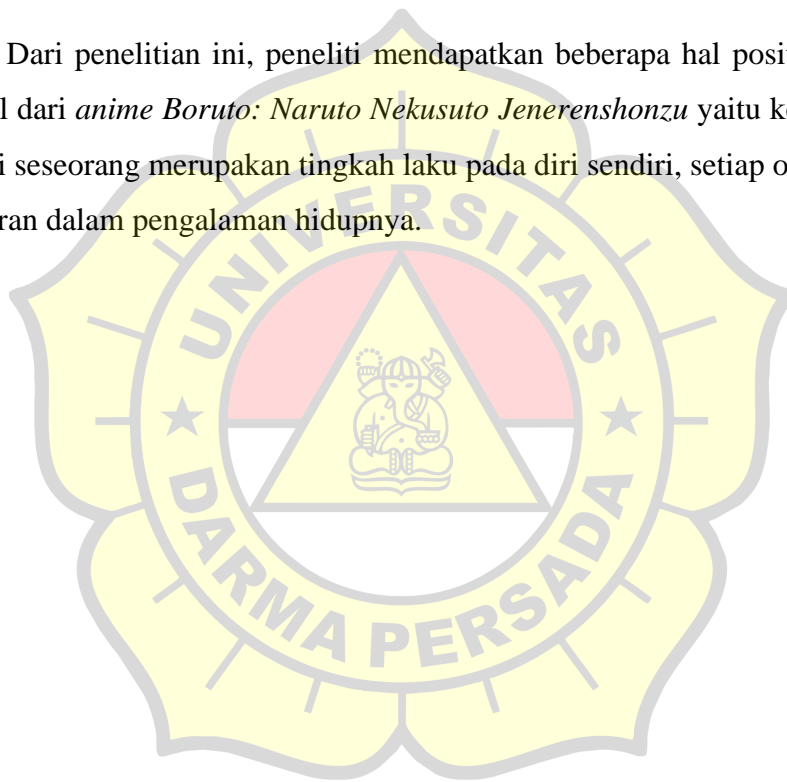 Dari penelitian ini, peneliti mendapatkan beberapa hal posit
l dari anime Boruto: Naruto Nekusuto Jenerenshonzu yaitu k
i seseorang merupakan tingkah laku pada diri sendiri, setiap o
ran dalam pengalaman hidupnya.
UNIVERSITAS
DARMA PERSADA